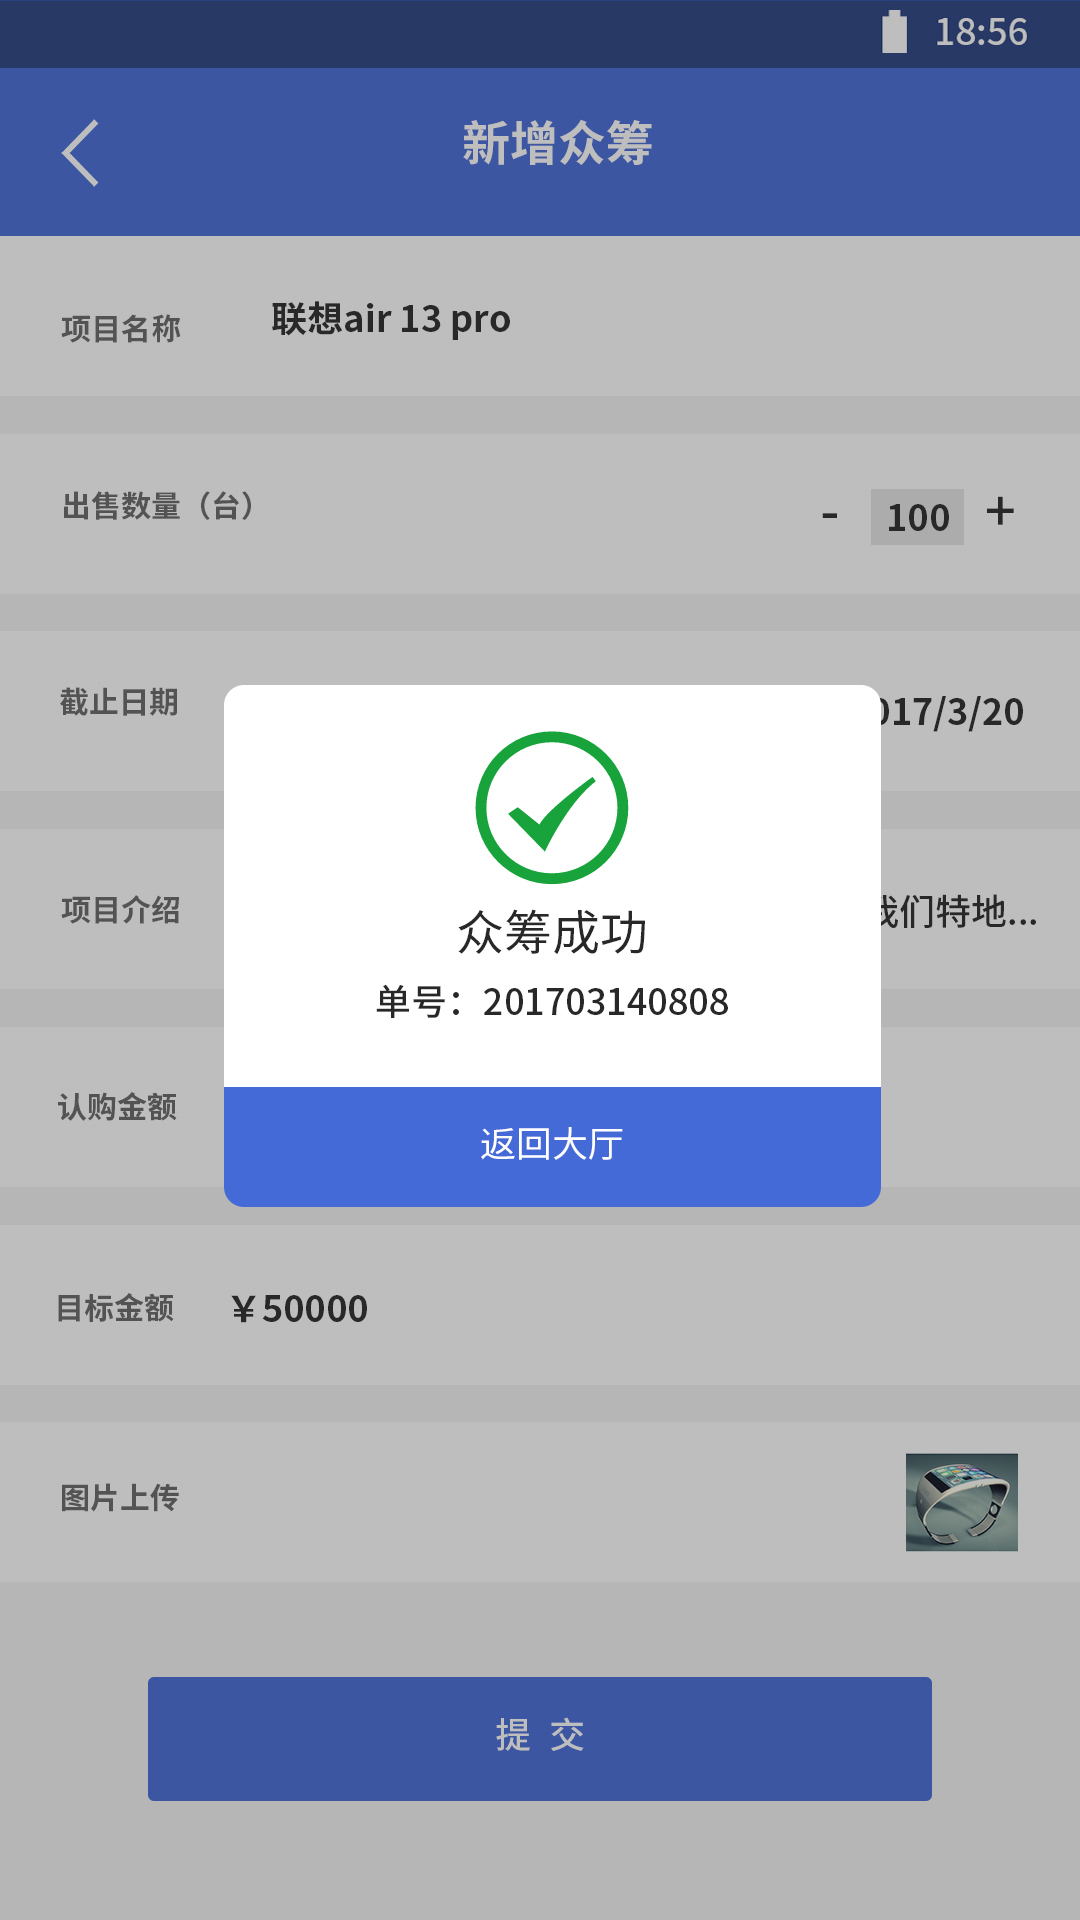 18:56
新增众筹
项目名称 联想air 13 pro
出售数量（台） - 100 +
截止日期 017/3/20
众筹成功
项目介绍 我们特地...
单号：201703140808
认购金额
返回大厅
目标金额 ￥50000
图片上传
提 交